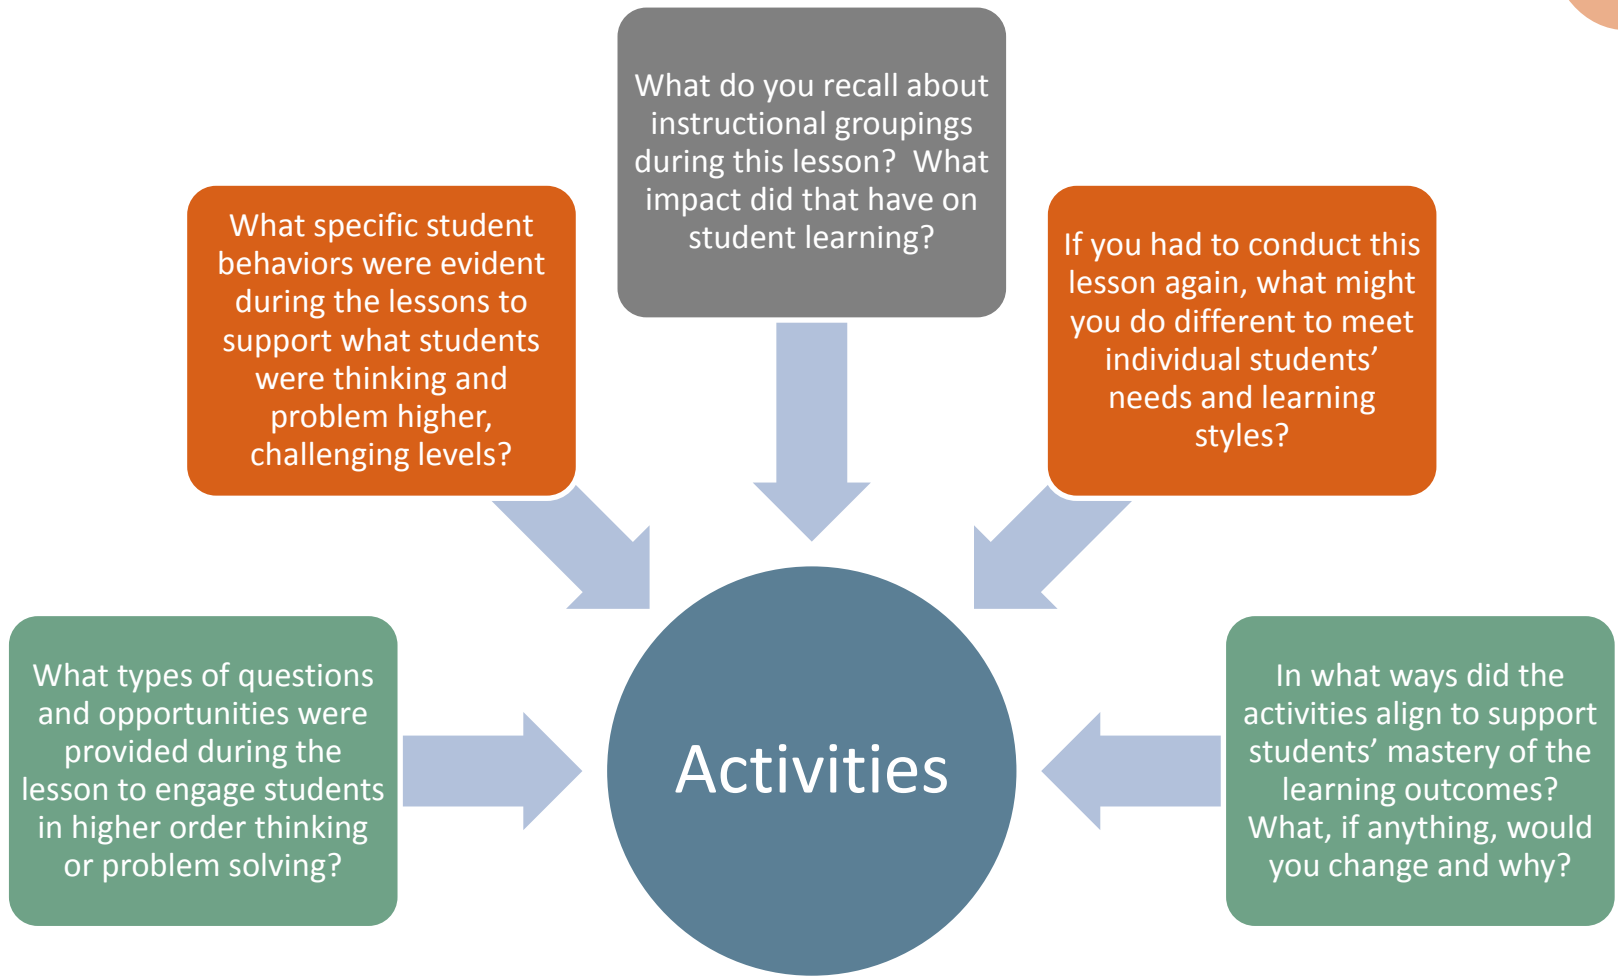 What types of questions
and opportunities were
provided during the
lesson to engage students
in higher order thinking
or problem solving?
What specific student
behaviors were evident
during the lessons to
support what students
were thinking and
problem higher,
challenging levels?
What do you recall about
instructional groupings
during this lesson?  What
impact did that have on
student learning?
If you had to conduct this
lesson again, what might
you do different to meet
individual students’
needs and learning
styles?
In what ways did the
activities align to support
students’ mastery of the
learning outcomes?
What, if anything, would
you change and why?
Activities